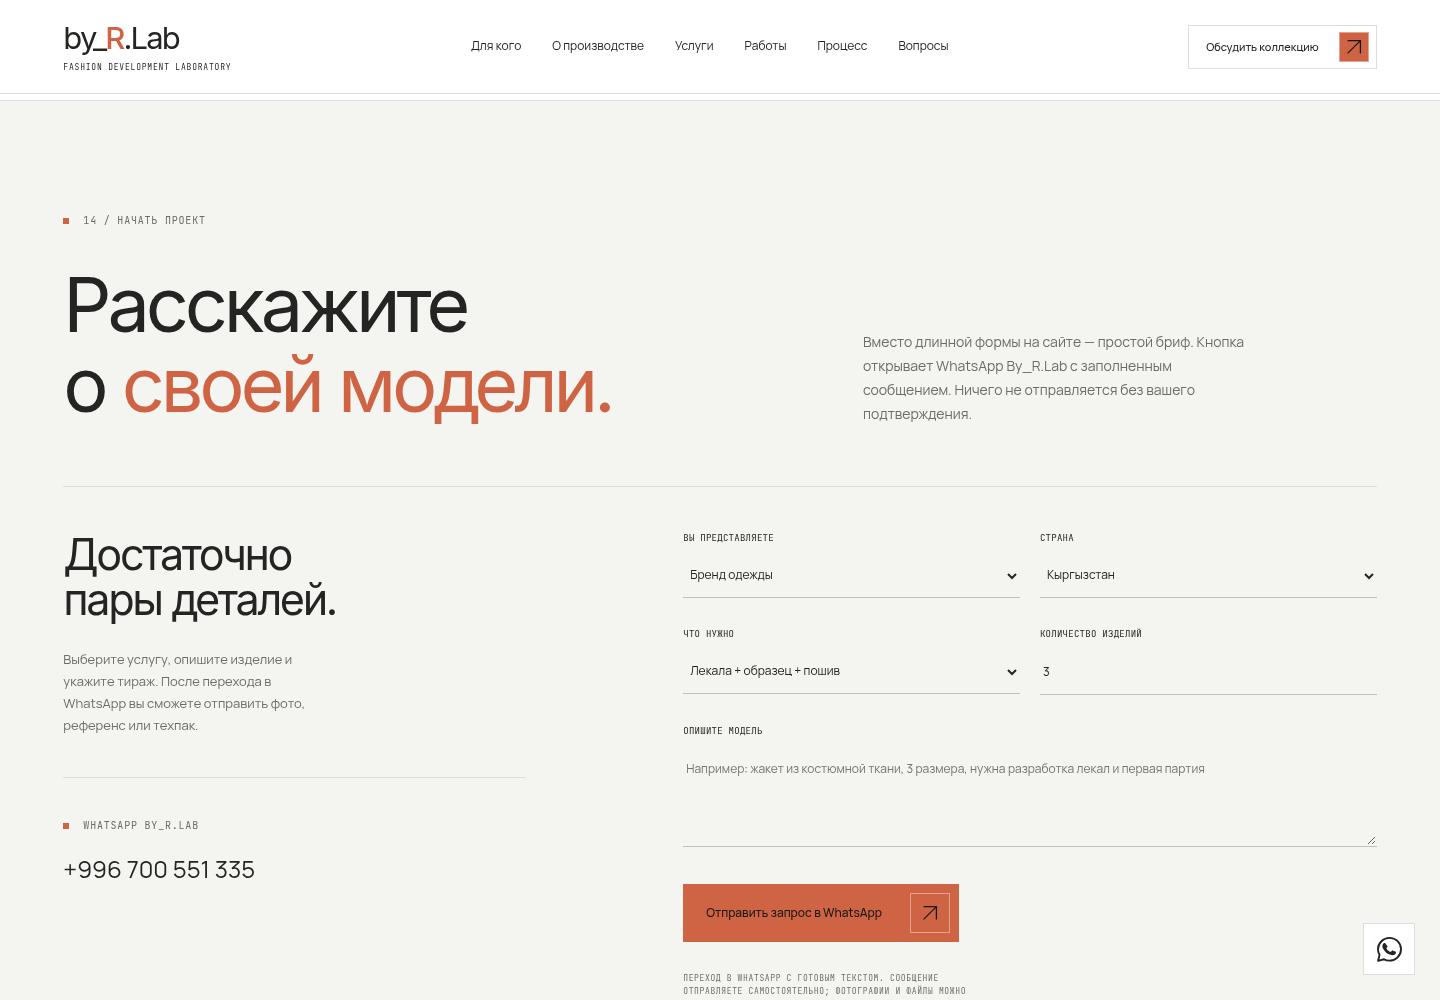 by_R.Lab
FASHION DEVELOPMENT LABORATORY
Для кого
О производстве
Услуги
Работы
Процесс
Вопросы
Обсудить коллекцию
14 / НАЧАТЬ ПРОЕКТ
Расскажите
о своей модели.
Вместо длинной формы на сайте — простой бриф. Кнопка
открывает WhatsApp By_R.Lab с заполненным
сообщением. Ничего не отправляется без вашего
подтверждения.
Достаточно
пары деталей.
Выберите услугу, опишите изделие и
укажите тираж. После перехода в
WhatsApp вы сможете отправить фото,
референс или техпак.
WHATSAPP BY_R.LAB
+996 700 551 335
ВЫ ПРЕДСТАВЛЯЕТЕ
Бренд одежды
СТРАНА
Кыргызстан
ЧТО НУЖНО
Лекала + образец + пошив
КОЛИЧЕСТВО ИЗДЕЛИЙ
3
ОПИШИТЕ МОДЕЛЬ
Например: жакет из костюмной ткани, 3 размера, нужна разработка лекал и первая партия
Отправить запрос в WhatsApp
ПЕРЕХОД В WHATSAPP С ГОТОВЫМ ТЕКСТОМ. СООБЩЕНИЕ
ОТПРАВЛЯЕТЕ САМОСТОЯТЕЛЬНО; ФОТОГРАФИИ И ФАЙЛЫ МОЖНО